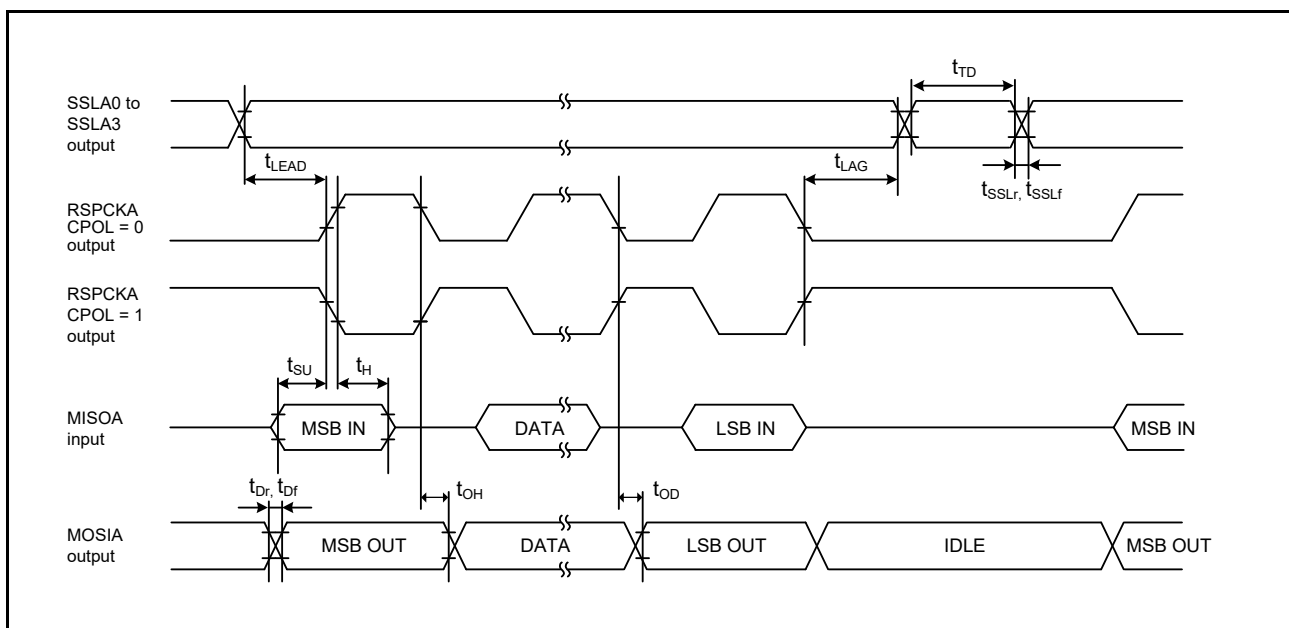 tTD
SSLA0 to
SSLA3
output
tLEAD
tLAG
tSSLr, tSSLf
RSPCKA
CPOL = 0
output
RSPCKA
CPOL = 1
output
tSU
tH
MISOA
input
MSB IN
DATA
LSB IN
MSB IN
tDr, tDf
tOH
tOD
MOSIA
output
MSB OUT
DATA
LSB OUT
IDLE
MSB OUT